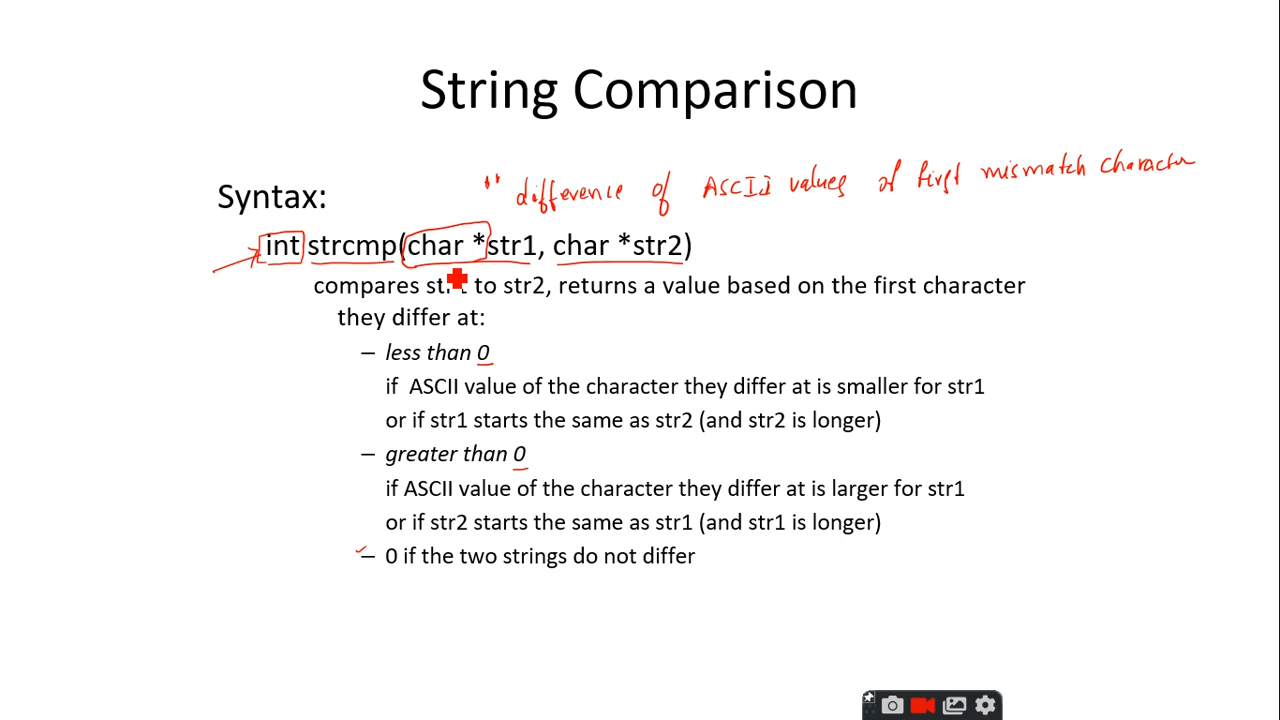 String Comparison
" difference of ASCII values of first mismatch character
Syntax:
int strcmp(char *str1, char *str2)
compares str1 to str2, returns a value based on the first character
they differ at:
– less than 0
if ASCII value of the character they differ at is smaller for str1
or if str1 starts the same as str2 (and str2 is longer)
– greater than 0
if ASCII value of the character they differ at is larger for str1
or if str2 starts the same as str1 (and str1 is longer)
– 0 if the two strings do not differ